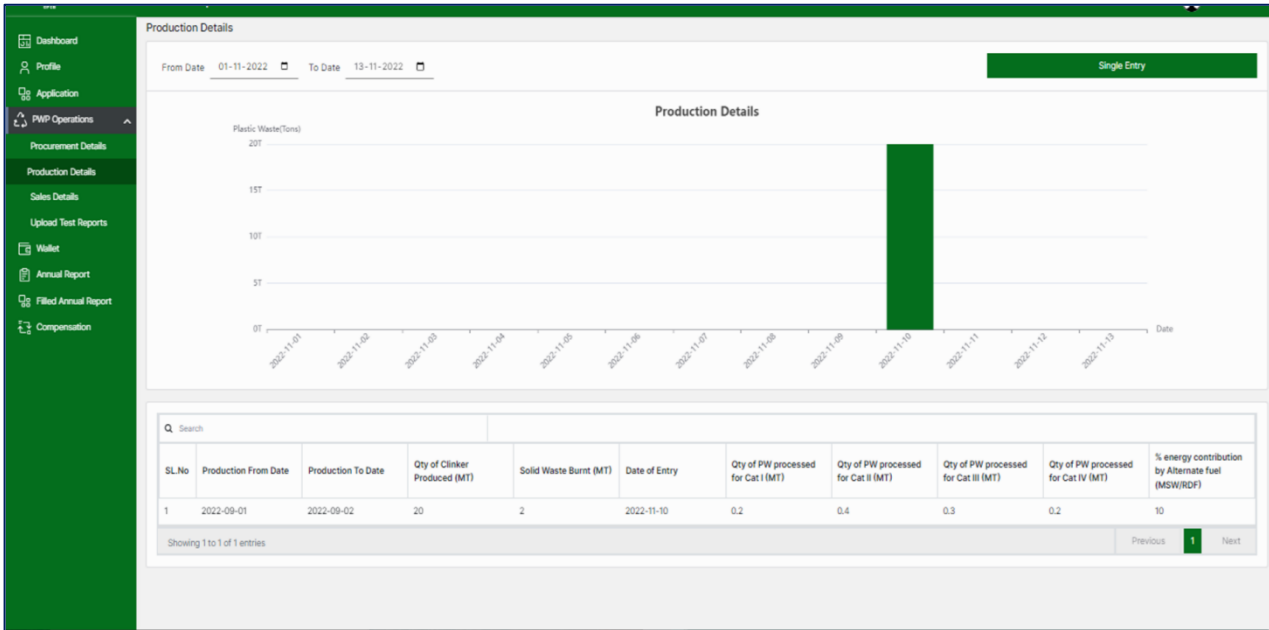 Production Details
Dashboard
Profile
Application
PWP Operations
Procurement Details
Production Details
Sales Details
Upload Test Reports
Wallet
Annual Report
Filled Annual Report
Compensation
From Date 01-11-2022 To Date 13-11-2022 Single Entry
Production Details
Plastic Waste(Tons)
20T
15T
10T
5T
0T
Date
2022-11-01 2022-11-02 2022-11-03 2022-11-04 2022-11-05 2022-11-06 2022-11-07 2022-11-08 2022-11-09 2022-11-10 2022-11-11 2022-11-12 2022-11-13
Search
SL.No Production From Date Production To Date Qty of Clinker Produced (MT) Solid Waste Burnt (MT) Date of Entry Qty of PW processed for Cat I (MT) Qty of PW processed for Cat II (MT) Qty of PW processed for Cat III (MT) Qty of PW processed for Cat IV (MT) % energy contribution by Alternate fuel (MSW/RDF)
1 2022-09-01 2022-09-02 20 2 2022-11-10 0.2 0.4 0.3 0.2 10
Showing 1 to 1 of 1 entries Previous 1 Next